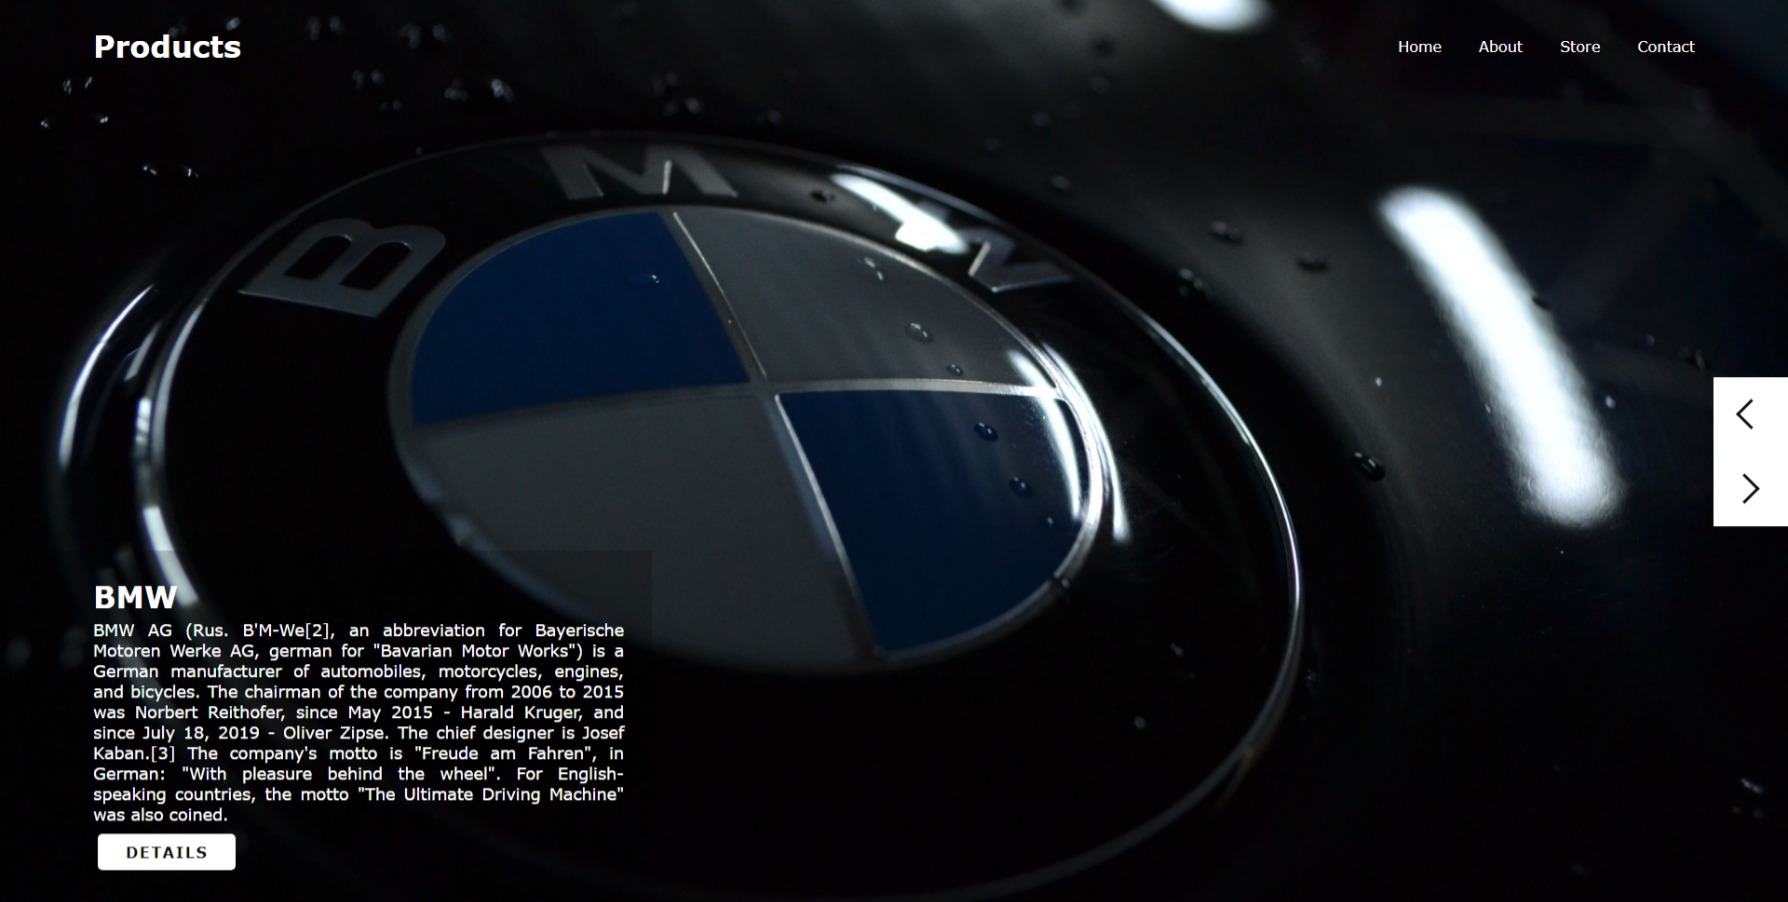 Products
Home About Store Contact
B M W
BMW
BMW AG (Rus. B'M-We[2], an abbreviation for Bayerische
Motoren Werke AG, german for "Bavarian Motor Works") is a
German manufacturer of automobiles, motorcycles, engines,
and bicycles. The chairman of the company from 2006 to 2015
was Norbert Reithofer, since May 2015 - Harald Kruger, and
since July 18, 2019 - Oliver Zipse. The chief designer is Josef
Kaban.[3] The company's motto is "Freude am Fahren", in
German: "With pleasure behind the wheel". For English-
speaking countries, the motto "The Ultimate Driving Machine"
was also coined.
DETAILS